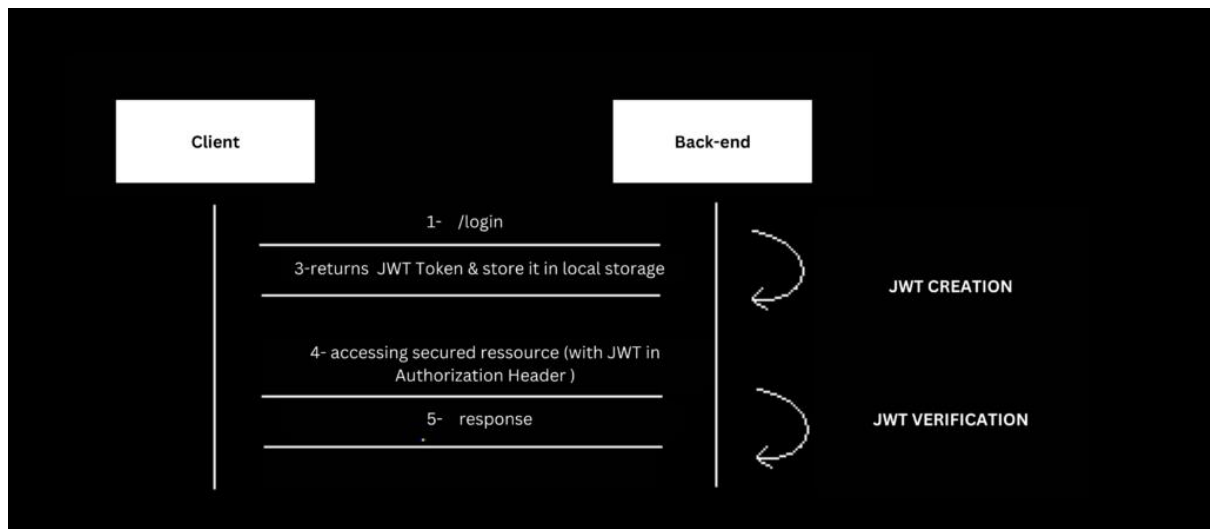 Client
Back-end
1- /login
3-returns JWT Token & store it in local storage
JWT CREATION
4- accessing secured ressource (with JWT in
Authorization Header )
5- response
JWT VERIFICATION